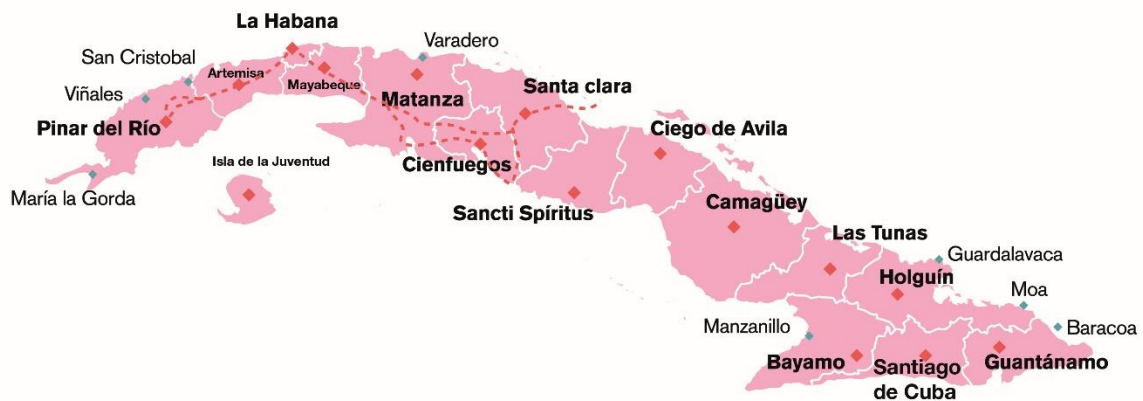 La Habana
San Cristobal
Varadero
Artemisa
Viñales
Mayabeque
Matanza
Santa clara
Pinar del Río
Ciego de Avila
Isla de la Juventud
Cienfuegos
María la Gorda
Sancti Spíritus
Camagüey
Las Tunas
Guardalavaca
Holguín
Moa
Manzanillo
Baracoa
Bayamo
Santiago
de Cuba
Guantánamo